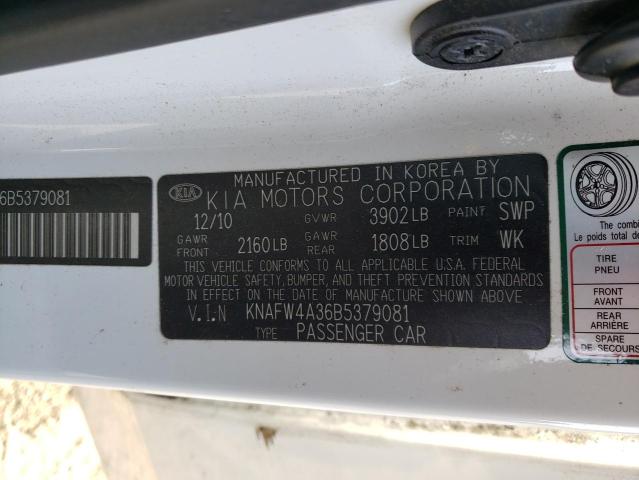 6B5379081
KIA
MANUFACTURED IN KOREA BY
KIA MOTORS CORPORATION
12/10 GVWR 3902 LB PAINT SWP
GAWR FRONT 2160 LB GAWR REAR 1808 LB TRIM WK
THIS VEHICLE CONFORMS TO ALL APPLICABLE U.S.A. FEDERAL
MOTOR VEHICLE SAFETY, BUMPER, AND THEFT PREVENTION STANDARDS
IN EFFECT ON THE DATE OF MANUFACTURE SHOWN ABOVE.
V.I.N KNAFW4A36B5379081
TYPE PASSENGER CAR
The combi
Le poids total de
TIRE
PNEU
FRONT
AVANT
REAR
ARRIÈRE
SPARE
DE SECOURS